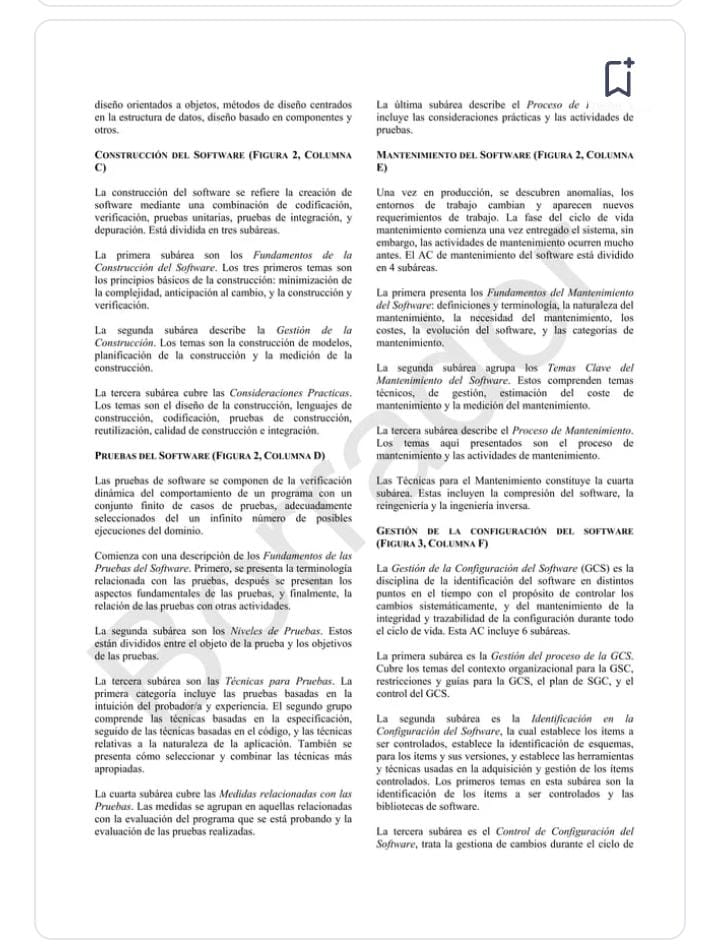 diseño orientados a objetos, métodos de diseño centrados
en la estructura de datos, diseño basado en componentes y
otros.
CONSTRUCCIÓN DEL SOFTWARE (FIGURA 2, COLUMNA
C)
La construcción del software se refiere la creación de
software mediante una combinación de codificación,
verificación, pruebas unitarias, pruebas de integración, y
depuración. Está dividida en tres subáreas.
La primera subárea son los Fundamentos de la
Construcción del Software. Los tres primeros temas son
los principios básicos de la construcción: minimización de
la complejidad, anticipación al cambio, y la construcción y
verificación.
La segunda subárea describe la Gestión de la
Construcción. Los temas son la construcción de modelos,
planificación de la construcción y la medición de la
construcción.
La tercera subárea cubre las Consideraciones Practicas.
Los temas son el diseño de la construcción, lenguajes de
construcción, codificación, pruebas de construcción,
reutilización, calidad de construcción e integración.
PRUEBAS DEL SOFTWARE (FIGURA 2, COLUMNA D)
Las pruebas de software se componen de la verificación
dinámica del comportamiento de un programa con un
conjunto finito de casos de pruebas, adecuadamente
seleccionados del un infinito número de posibles
ejecuciones del dominio.
Comienza con una descripción de los Fundamentos de las
Pruebas del Software. Primero, se presenta la terminología
relacionada con las pruebas, después se presentan los
aspectos fundamentales de las pruebas, y finalmente, la
relación de las pruebas con otras actividades.
La segunda subárea son los Niveles de Pruebas. Estos
están divididos entre el objeto de la prueba y los objetivos
de las pruebas.
La tercera subárea son las Técnicas para Pruebas. La
primera categoría incluye las pruebas basadas en la
intuición del probador/a y experiencia. El segundo grupo
comprende las técnicas basadas en la especificación,
seguido de las técnicas basadas en el código, y las técnicas
relativas a la naturaleza de la aplicación. También se
presenta cómo seleccionar y combinar las técnicas más
apropiadas.
La cuarta subárea cubre las Medidas relacionadas con las
Pruebas. Las medidas se agrupan en aquellas relacionadas
con la evaluación del programa que se está probando y la
evaluación de las pruebas realizadas.
La última subárea describe el Proceso de
incluye las consideraciones prácticas y las actividades de
pruebas.
MANTENIMIENTO DEL SOFTWARE (FIGURA 2, COLUMNA
E)
Una vez en producción, se descubren anomalías, los
entornos de trabajo cambian y aparecen nuevos
requerimientos de trabajo. La fase del ciclo de vida
mantenimiento comienza una vez entregado el sistema, sin
embargo, las actividades de mantenimiento ocurren mucho
antes. El AC de mantenimiento del software está dividido
en 4 subáreas.
La primera presenta los Fundamentos del Mantenimiento
del Software: definiciones y terminología, la naturaleza del
mantenimiento, la necesidad del mantenimiento, los
costes, la evolución del software, y las categorías de
mantenimiento.
La segunda subárea agrupa los Temas Clave del
Mantenimiento del Software. Estos comprenden temas
técnicos, de gestión, estimación del coste de
mantenimiento y la medición del mantenimiento.
La tercera subárea describe el Proceso de Mantenimiento.
Los temas aquí presentados son el proceso de
mantenimiento y las actividades de mantenimiento.
Las Técnicas para el Mantenimiento constituye la cuarta
subárea. Estas incluyen la compresión del software, la
reingeniería y la ingeniería inversa.
GESTIÓN DE LA CONFIGURACIÓN DEL SOFTWARE
(FIGURA 3, COLUMNA F)
La Gestión de la Configuración del Software (GCS) es la
disciplina de la identificación del software en distintos
puntos en el tiempo con el propósito de controlar los
cambios sistemáticamente, y del mantenimiento de la
integridad y trazabilidad de la configuración durante todo
el ciclo de vida. Esta AC incluye 6 subáreas.
La primera subárea es la Gestión del proceso de la GCS.
Cubre los temas del contexto organizacional para la GSC,
restricciones y guías para la GCS, el plan de SGC, y el
control del GCS.
La segunda subárea es la Identificación en la
Configuración del Software, la cual establece los ítems a
ser controlados, establece la identificación de esquemas,
para los ítems y sus versiones, y establece las herramientas
y técnicas usadas en la adquisición y gestión de los ítems
controlados. Los primeros temas en esta subárea son la
identificación de los ítems a ser controlados y las
bibliotecas de software.
La tercera subárea es el Control de Configuración del
Software, trata la gestiona de cambios durante el ciclo de
Borrador